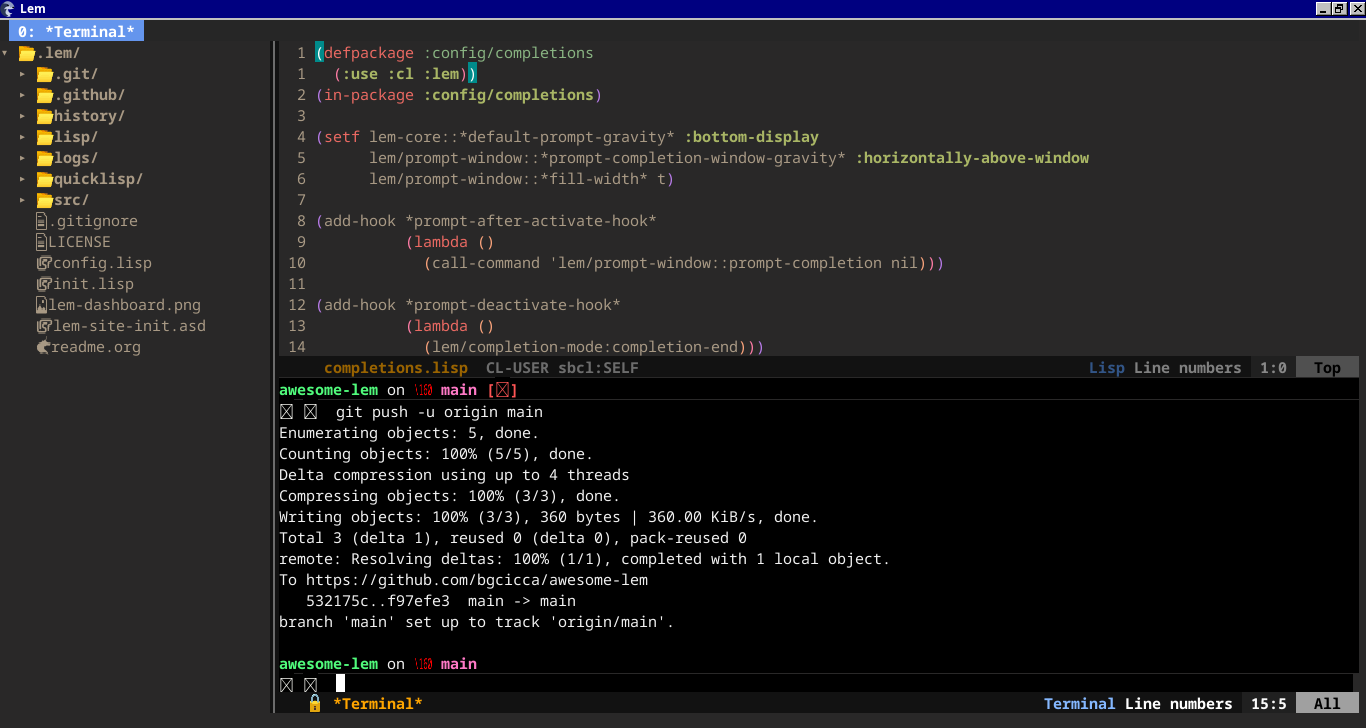 Lem
0: *Terminal*
.lem/
.git/
.github/
history/
lisp/
logs/
quicklisp/
src/
.gitignore
LICENSE
config.lisp
init.lisp
lem-dashboard.png
lem-site-init.asd
readme.org
1 (defpackage :config/completions
1   (:use :cl :lem))
2 (in-package :config/completions)
3
4 (setf lem-core::*default-prompt-gravity* :bottom-display
5       lem/prompt-window::*prompt-completion-window-gravity* :horizontally-above-window
6       lem/prompt-window::*fill-width* t)
7
8 (add-hook *prompt-after-activate-hook*
9           (lambda ()
10            (call-command 'lem/prompt-window::prompt-completion nil)))
11
12 (add-hook *prompt-deactivate-hook*
13           (lambda ()
14            (lem/completion-mode:completion-end)))
completions.lisp  CL-USER sbcl:SELF  Lisp Line numbers  1:0  Top
awesome-lem on main []
git push -u origin main
Enumerating objects: 5, done.
Counting objects: 100% (5/5), done.
Delta compression using up to 4 threads
Compressing objects: 100% (3/3), done.
Writing objects: 100% (3/3), 360 bytes | 360.00 KiB/s, done.
Total 3 (delta 1), reused 0 (delta 0), pack-reused 0
remote: Resolving deltas: 100% (1/1), completed with 1 local object.
To https://github.com/bgcicca/awesome-lem
   532175c..f97efe3  main -> main
branch 'main' set up to track 'origin/main'.
awesome-lem on main
*Terminal*  Terminal Line numbers  15:5  All